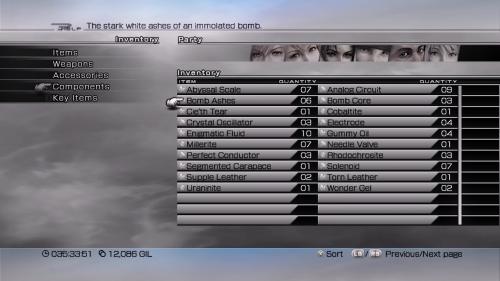 The stark white ashes of an immolated bomb.
Inventory Party
Items
Weapons
Accessories
Components
Key Items
Inventory
ITEM QUANTITY QUANTITY
Abyssal Scale 07 Analog Circuit 09
Bomb Ashes 06 Bomb Core 03
Cie'th Tear 01 Cobaltite 01
Crystal Oscillator 03 Electrode 04
Enigmatic Fluid 10 Gummy Oil 04
Millerite 07 Needle Valve 01
Perfect Conductor 03 Rhodochrosite 03
Segmented Carapace 01 Solenoid 07
Supple Leather 02 Torn Leather 01
Uraninite 01 Wonder Gel 02
035:33:51 12,086 GIL Sort LB / RB Previous/Next page